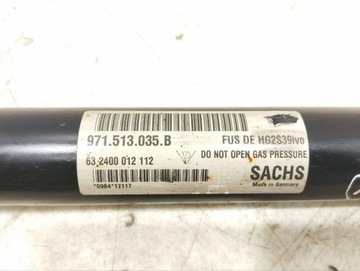 971.513.035.B
FUS DE HG2S39ivo
63 2400 012 112
DO NOT OPEN GAS PRESSURE
SACHS
Made in Germany
*0984*17117